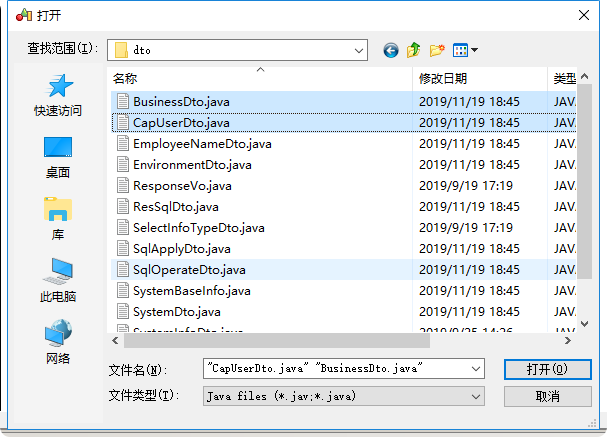 打开
查找范围(I):
dto
名称
修改日期
类型
BusinessDto.java
2019/11/19 18:45
JAV
CapUserDto.java
2019/11/19 18:45
JAV
EmployeeNameDto.java
2019/11/19 18:45
JAV
EnvironmentDto.java
2019/11/19 18:45
JAV
ResponseVo.java
2019/9/19 17:19
JAV
ResSqlDto.java
2019/11/19 18:45
JAV
SelectInfoTypeDto.java
2019/9/19 17:19
JAV
SqlApplyDto.java
2019/11/19 18:45
JAV
SqlOperateDto.java
2019/11/19 18:45
JAV
SystemBaseInfo.java
2019/11/19 18:45
JAV
SystemDto.java
2019/11/19 18:45
JAV
SystemInfoDto.java
2019/9/25 14:26
JAV
快速访问
桌面
库
此电脑
网络
文件名(N):
"CapUserDto.java" "BusinessDto.java"
打开(O)
文件类型(T):
Java files (*.jav;*.java)
取消